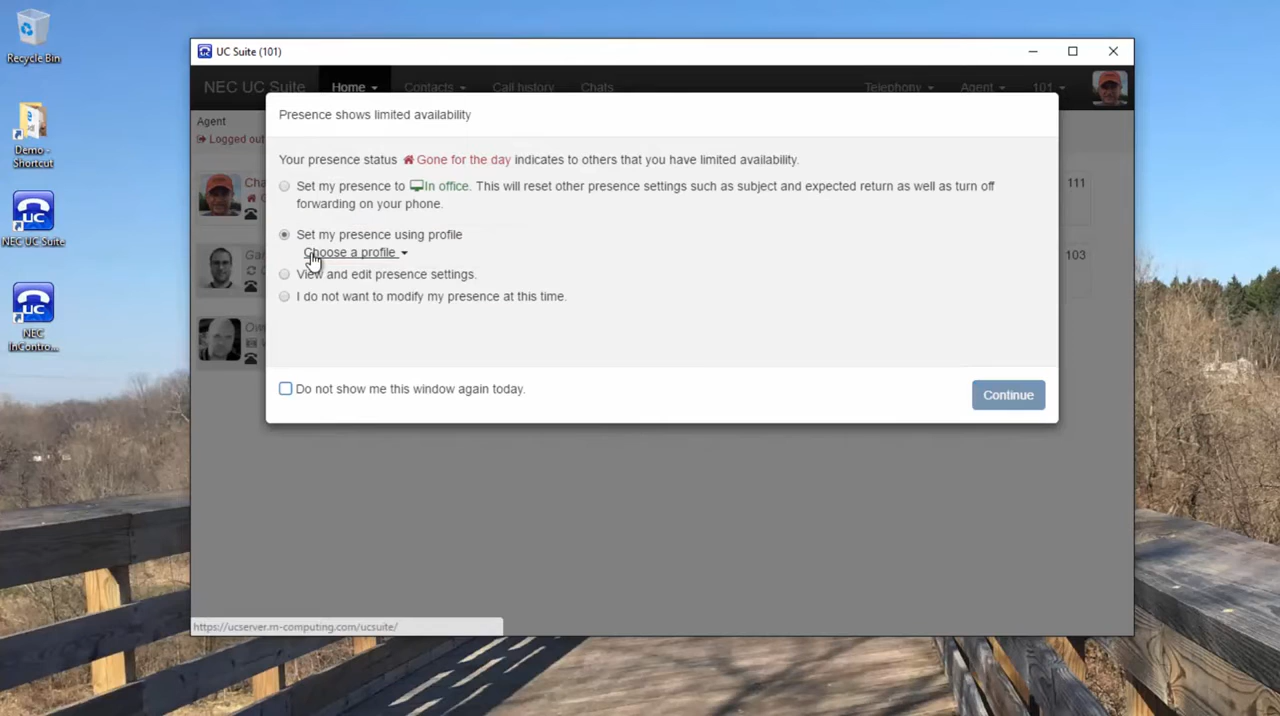 Recycle Bin
Demo -
Shortcut
NEC UC Suite
NEC
InContro...
UC Suite (101)
NEC UC Suite Home Contacts Call history Chats Telephony Agent 101
Agent
Logged out
Presence shows limited availability
Your presence status Gone for the day indicates to others that you have limited availability.
Set my presence to In office. This will reset other presence settings such as subject and expected return as well as turn off
forwarding on your phone.
Set my presence using profile
Choose a profile
View and edit presence settings.
I do not want to modify my presence at this time.
Do not show me this window again today.
Continue
Cha
111
Ga
103
Ow
https://ucserver.m-computing.com/ucsuite/